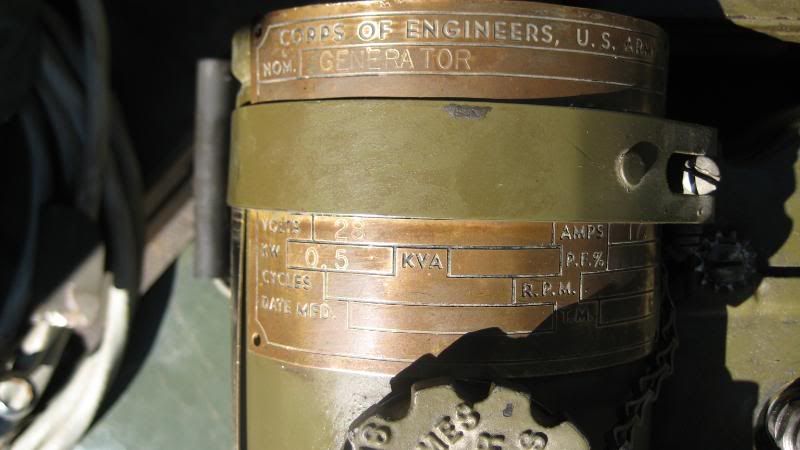 CORPS OF ENGINEERS, U.S. ARMY
NOM. GENERATOR
VOLTS 28 AMPS
KW 0.5 KVA P.F.%
CYCLES R.P.M.
DATE MFD. T.M.